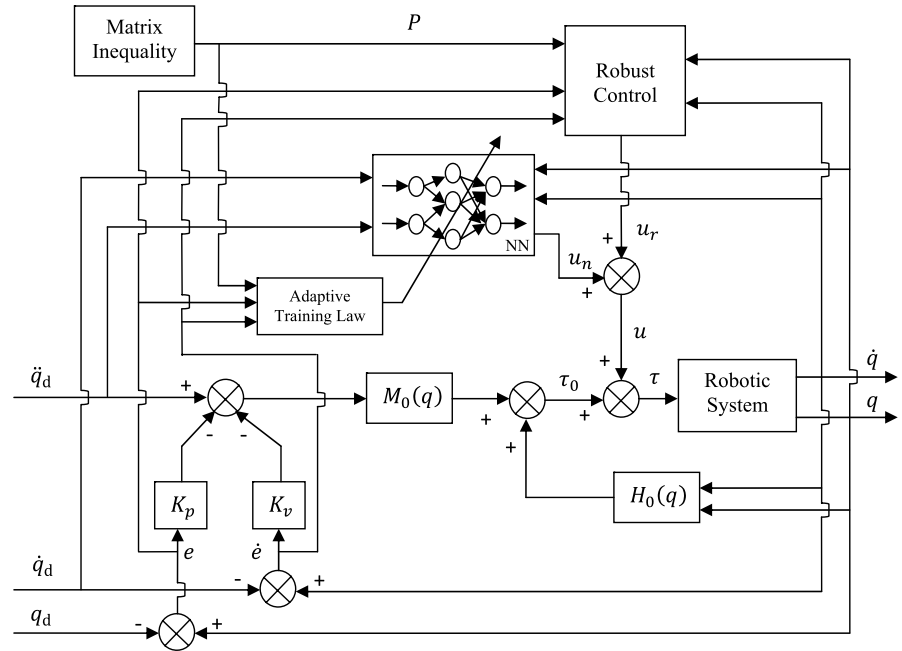 Matrix
Inequality
P
Robust
Control
NN
u_r
+
u_n
+
Adaptive
Training Law
u
q̈_d
+
-
-
M_0(q)
+
+
τ_0
+
+
τ
Robotic
System
q̇
q
K_p
K_v
H_0(q)
e
ė
q̇_d
-
+
q_d
-
+